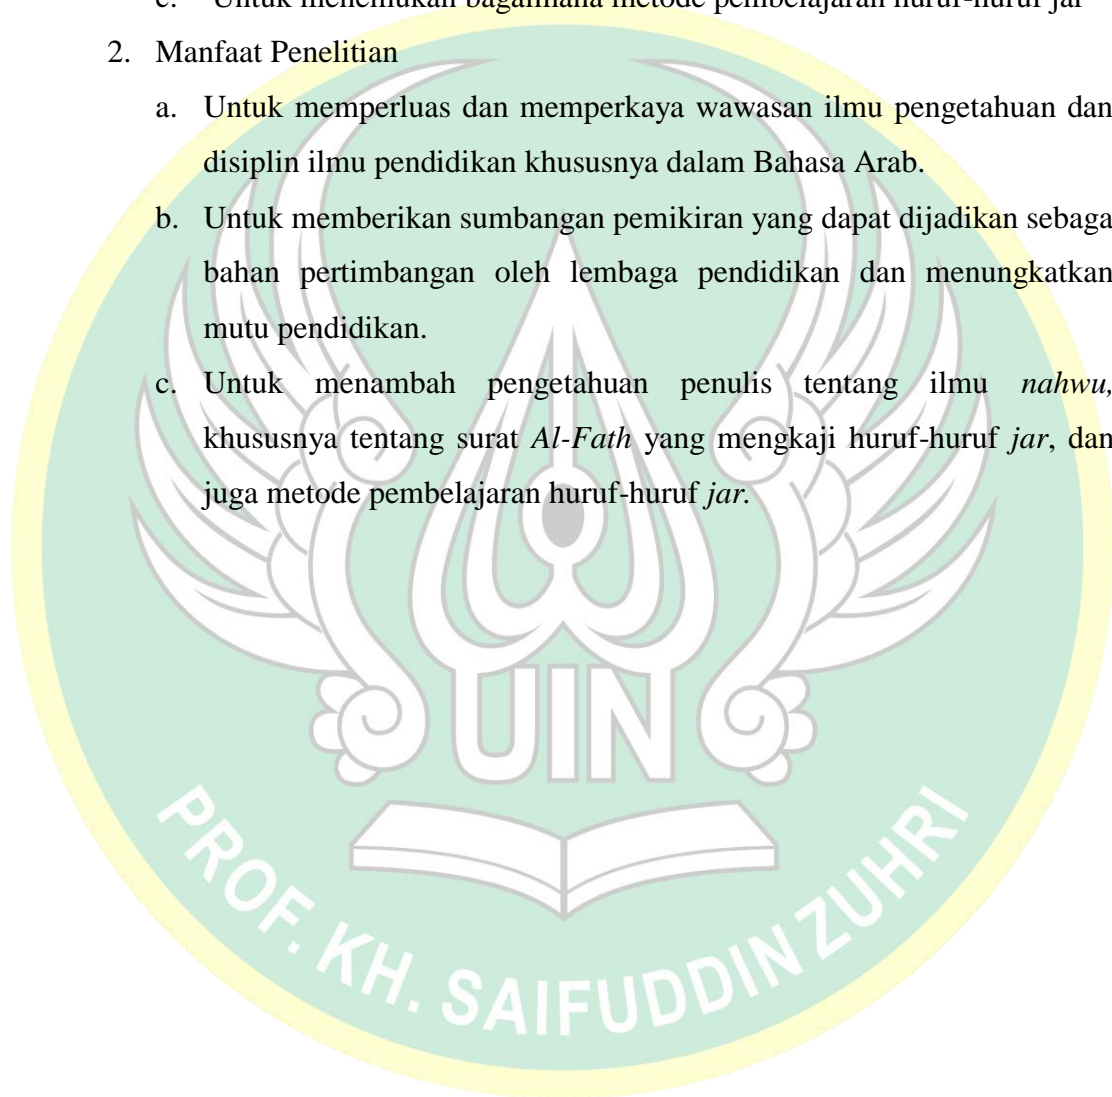 c. Untuk menemukan bagaimana metode pembelajaran huruf-huruf jar
2. Manfaat Penelitian
a. Untuk memperluas dan memperkaya wawasan ilmu pengetahuan dan
disiplin ilmu pendidikan khususnya dalam Bahasa Arab.
b. Untuk memberikan sumbangan pemikiran yang dapat dijadikan sebaga
bahan pertimbangan oleh lembaga pendidikan dan menungkatkan
mutu pendidikan.
c. Untuk menambah pengetahuan penulis tentang ilmu nahwu,
khususnya tentang surat Al-Fath yang mengkaji huruf-huruf jar, dan
juga metode pembelajaran huruf-huruf jar.
UIN
PROF. KH. SAIFUDDIN ZUHRI